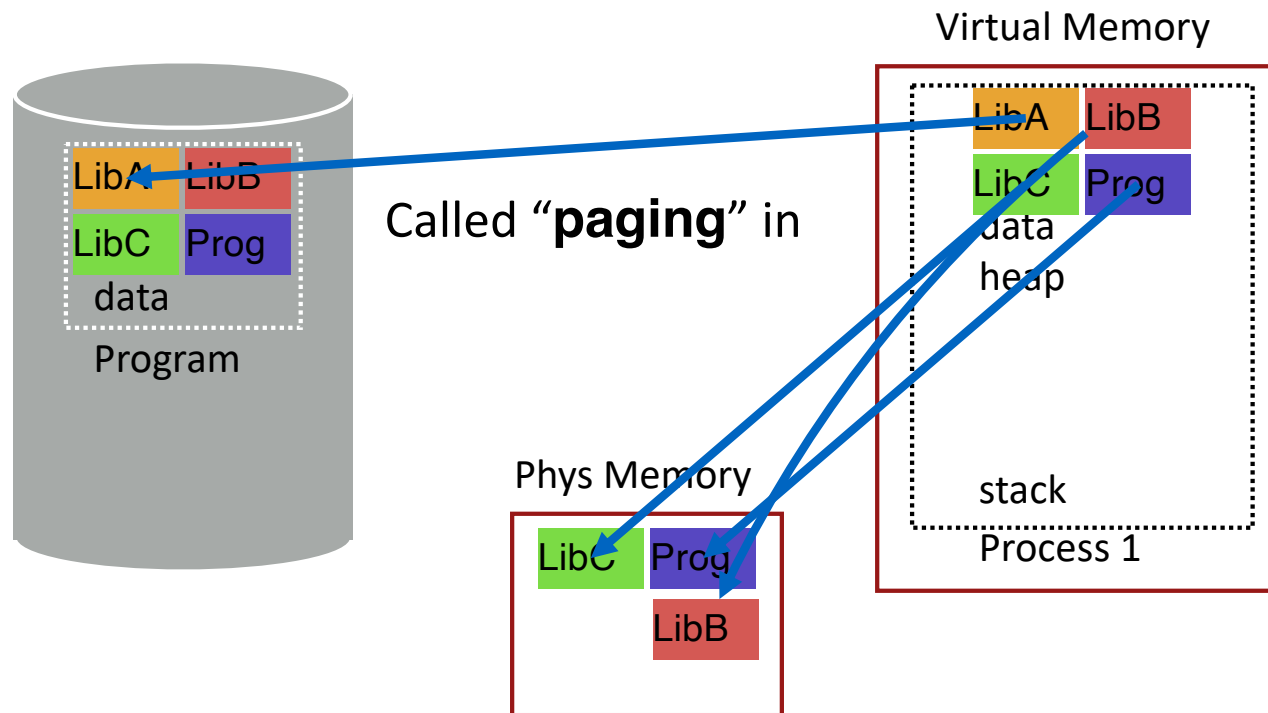 Virtual Memory
LibA LibB
LibC Prog
data
Program
Called “paging” in
LibA LibB
LibC Prog
data
heap
stack
Process 1
Phys Memory
LibC Prog
LibB